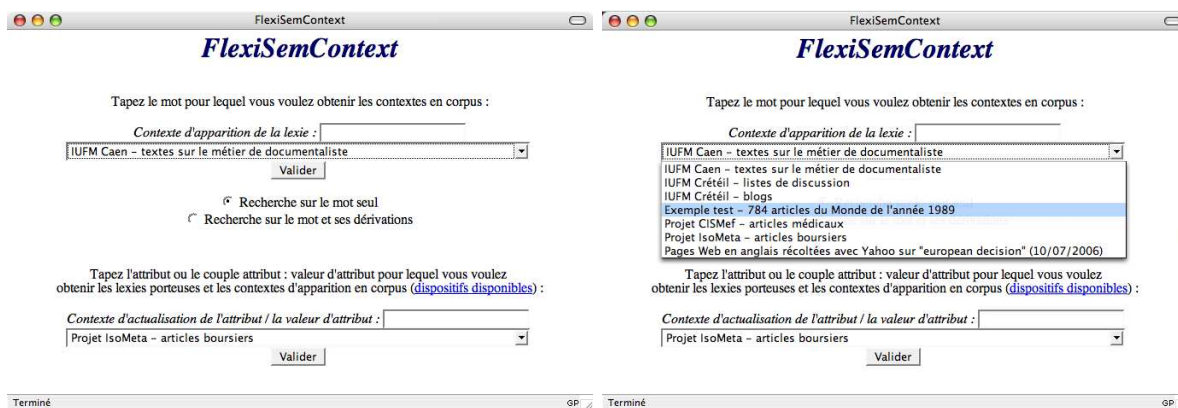 FlexiSemContext
FlexiSemContext
Tapez le mot pour lequel vous voulez obtenir les contextes en corpus :
Contexte d'apparition de la lexie :
IUFM Caen – textes sur le métier de documentaliste
Valider
Recherche sur le mot seul
Recherche sur le mot et ses dérivations
Tapez l'attribut ou le couple attribut : valeur d'attribut pour lequel vous voulez
obtenir les lexies porteuses et les contextes d'apparition en corpus (dispositifs disponibles) :
Contexte d'actualisation de l'attribut / la valeur d'attribut :
Projet IsoMeta – articles boursiers
Valider
Terminé
GP
FlexiSemContext
FlexiSemContext
Tapez le mot pour lequel vous voulez obtenir les contextes en corpus :
Contexte d'apparition de la lexie :
IUFM Caen – textes sur le métier de documentaliste
IUFM Caen – textes sur le métier de documentaliste
IUFM Crétéil – listes de discussion
IUFM Crétéil – blogs
Exemple test – 784 articles du Monde de l'année 1989
Projet CISMef – articles médicaux
Projet IsoMeta – articles boursiers
Pages Web en anglais récoltées avec Yahoo sur "european decision" (10/07/2006)
Tapez l'attribut ou le couple attribut : valeur d'attribut pour lequel vous voulez
obtenir les lexies porteuses et les contextes d'apparition en corpus (dispositifs disponibles) :
Contexte d'actualisation de l'attribut / la valeur d'attribut :
Projet IsoMeta – articles boursiers
Valider
Terminé
GP